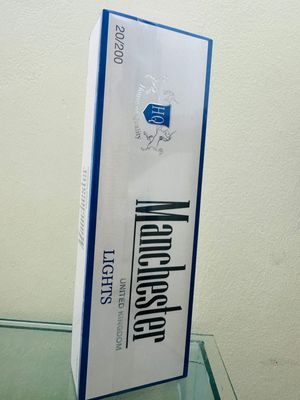 20/200
HQ
Manchester
UNITED KINGDOM
LIGHTS